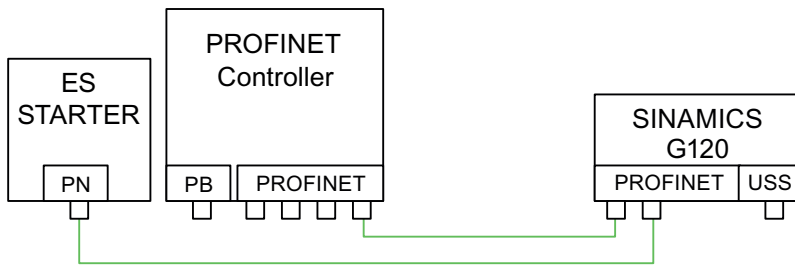 ES
STARTER
PN
PROFINET
Controller
PB
PROFINET
SINAMICS
G120
PROFINET
USS